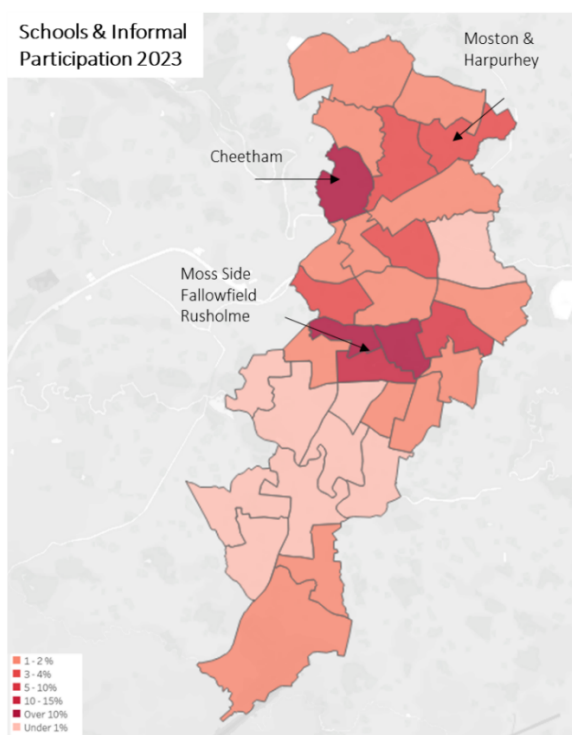 Schools & Informal
Participation 2023
Moston &
Harpurhey
Cheetham
Moss Side
Fallowfield
Rusholme
1 - 2 %
3 - 4%
5 - 10%
10 - 15%
Over 10%
Under 1%